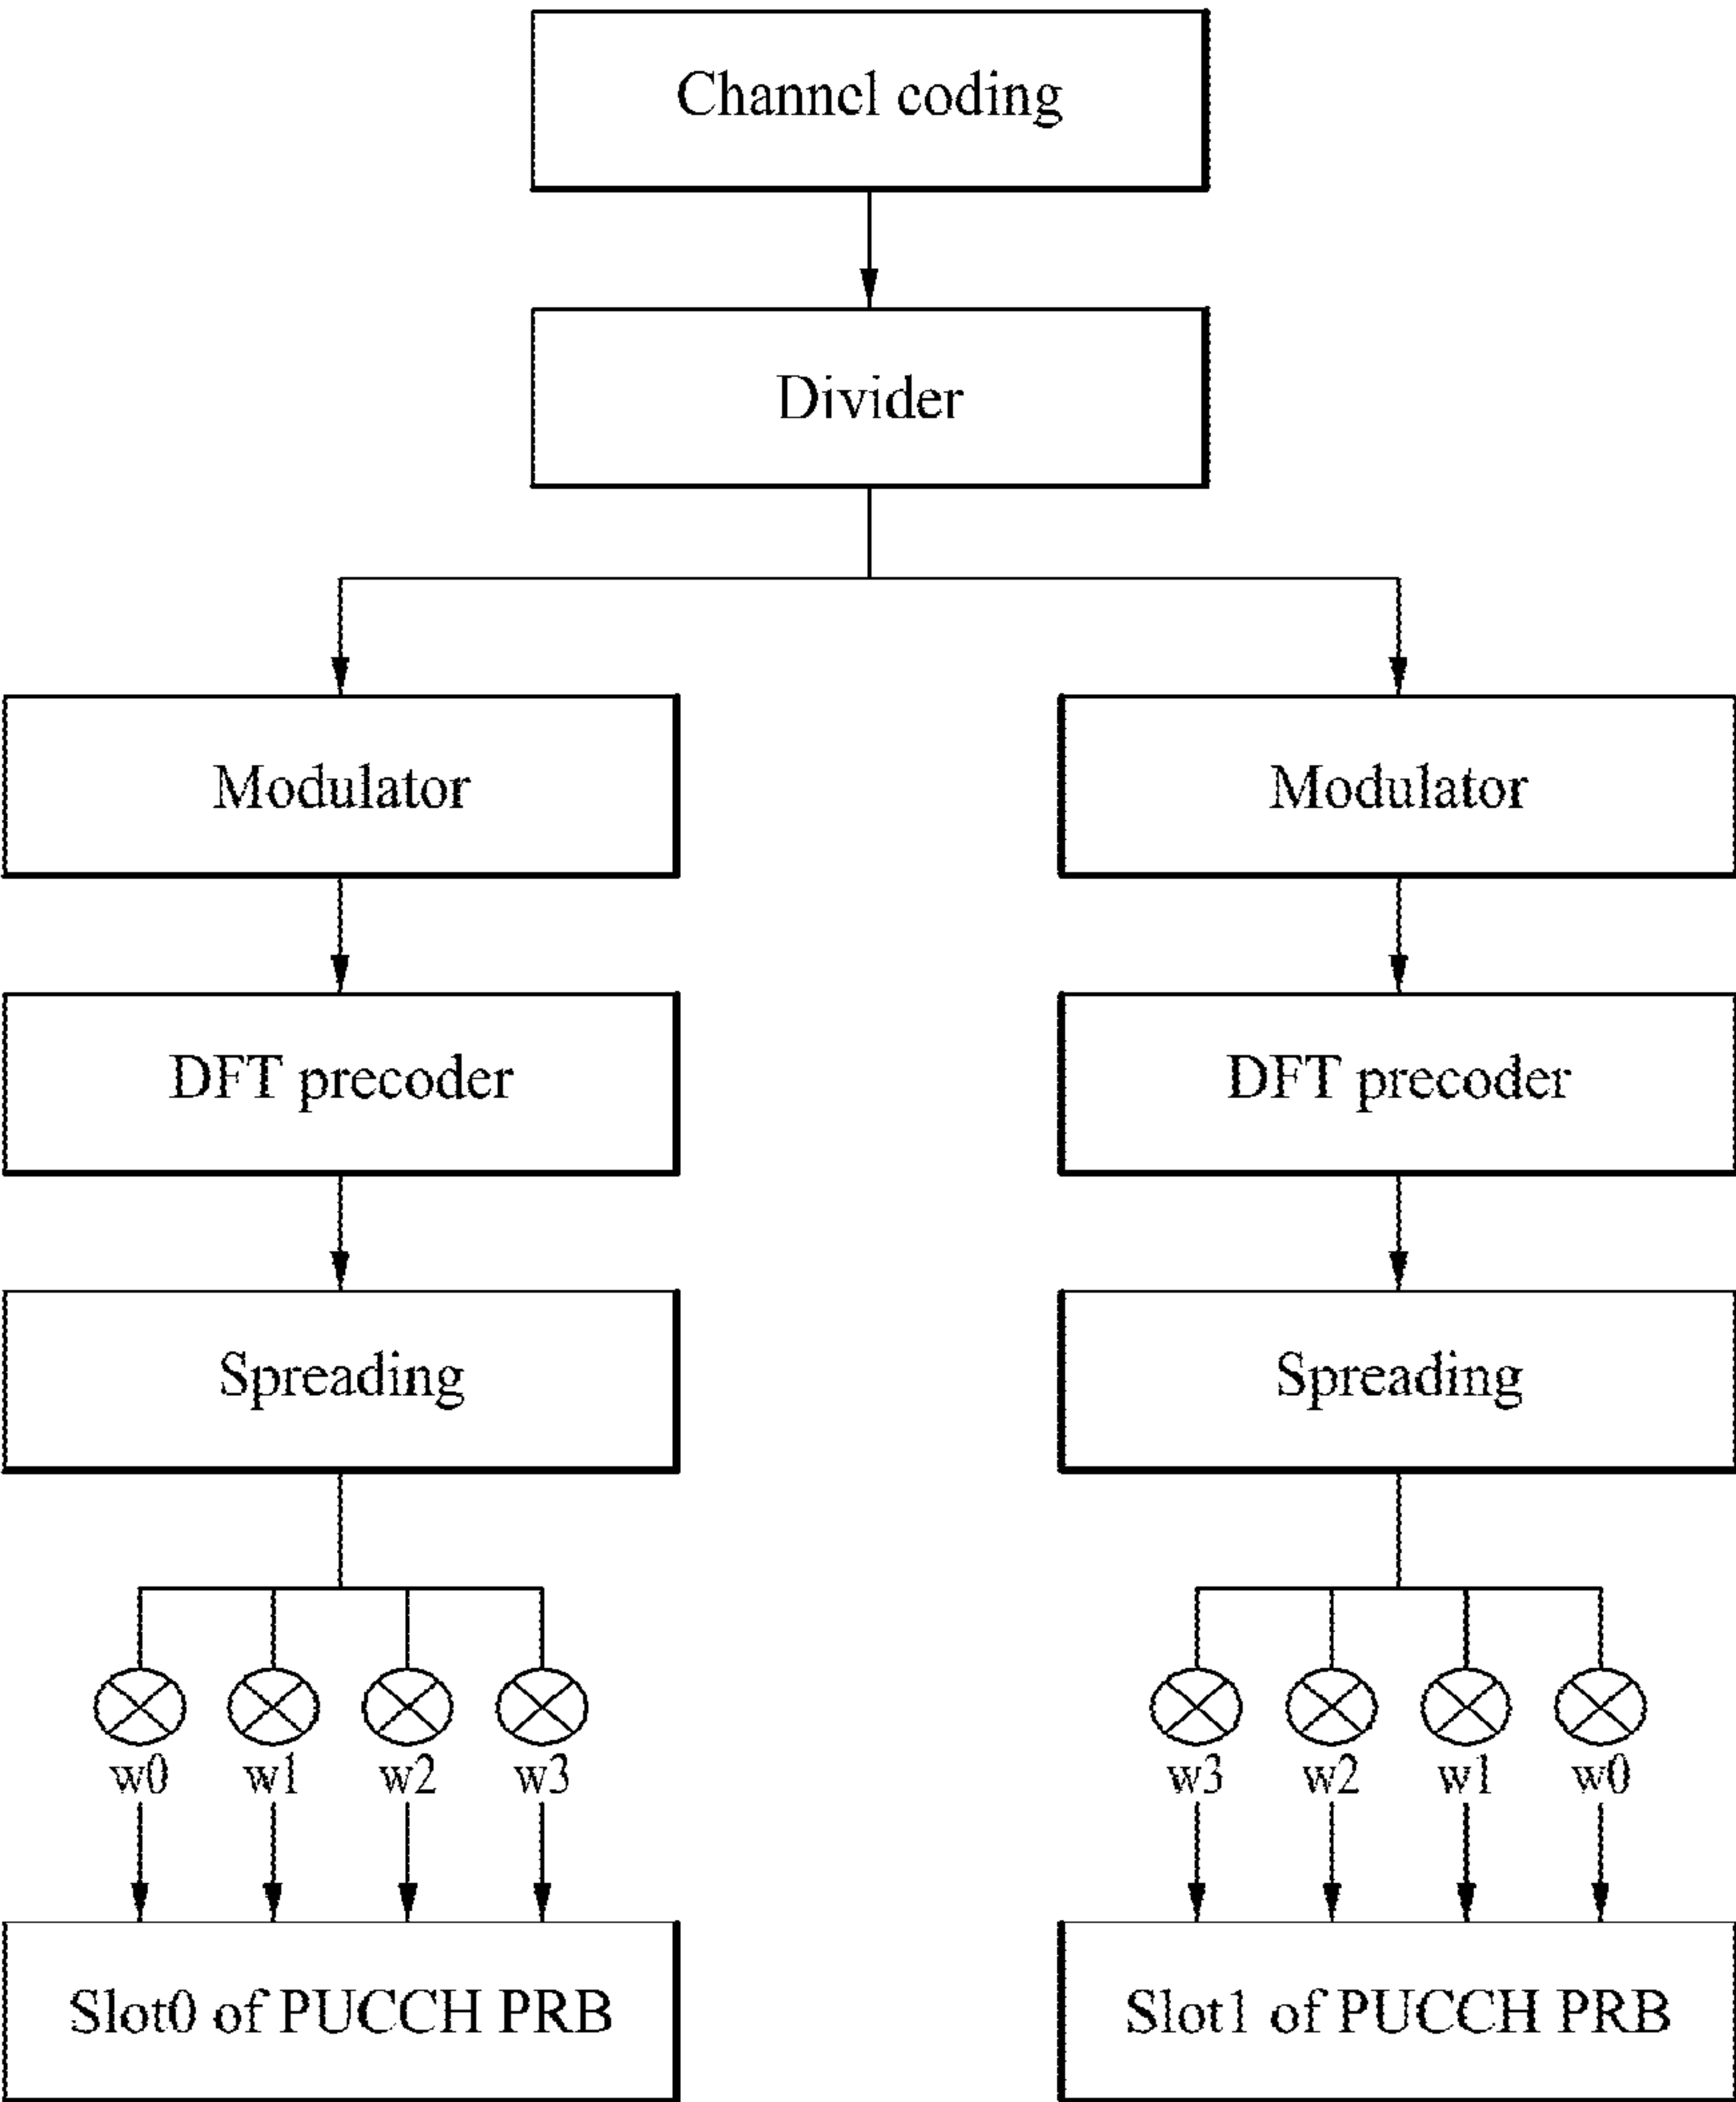 Channel coding
Divider
Modulator
Modulator
DFT precoder
DFT precoder
Spreading
Spreading
w0 w1 w2 w3
w3 w2 w1 w0
Slot0 of PUCCH PRB
Slot1 of PUCCH PRB